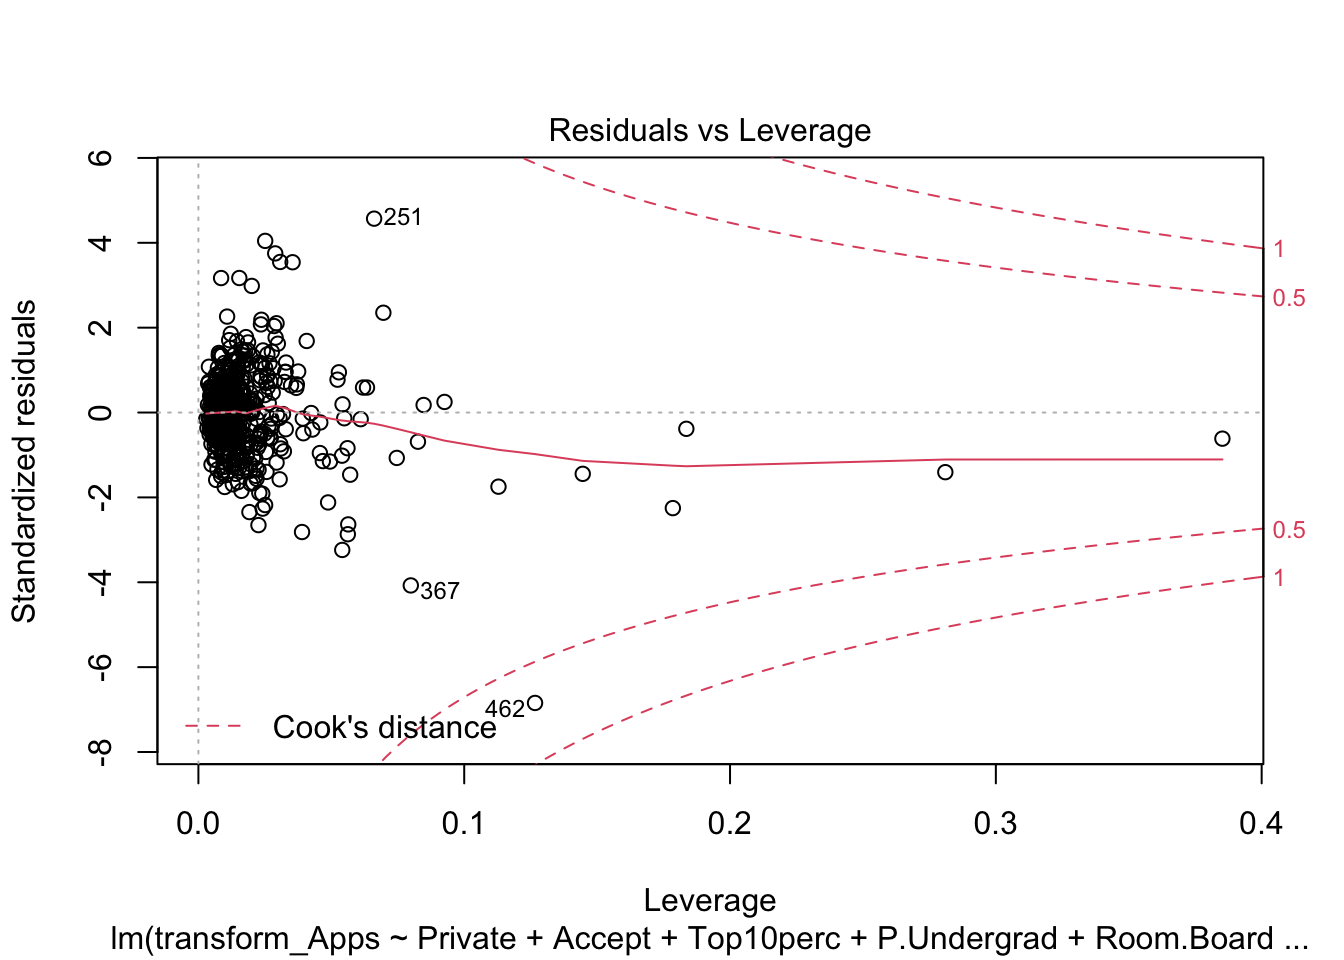 Residuals vs Leverage
Standardized residuals
6
4
2
0
-2
-4
-6
-8
251
367
462
1
0.5
0.5
1
Cook's distance
0.0 0.1 0.2 0.3 0.4
Leverage
lm(transform_Apps ~ Private + Accept + Top10perc + P.Undergrad + Room.Board ...